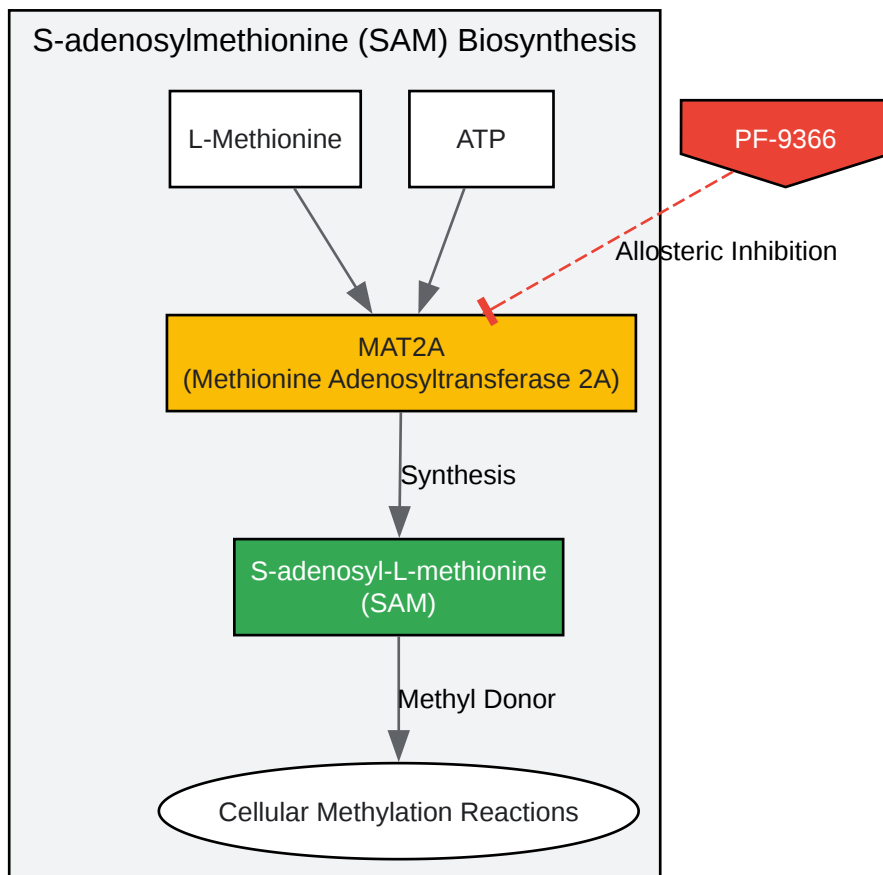 S-adenosylmethionine (SAM) Biosynthesis
L-Methionine
ATP
PF-9366
Allosteric Inhibition
MAT2A
(Methionine Adenosyltransferase 2A)
Synthesis
S-adenosyl-L-methionine
(SAM)
Methyl Donor
Cellular Methylation Reactions